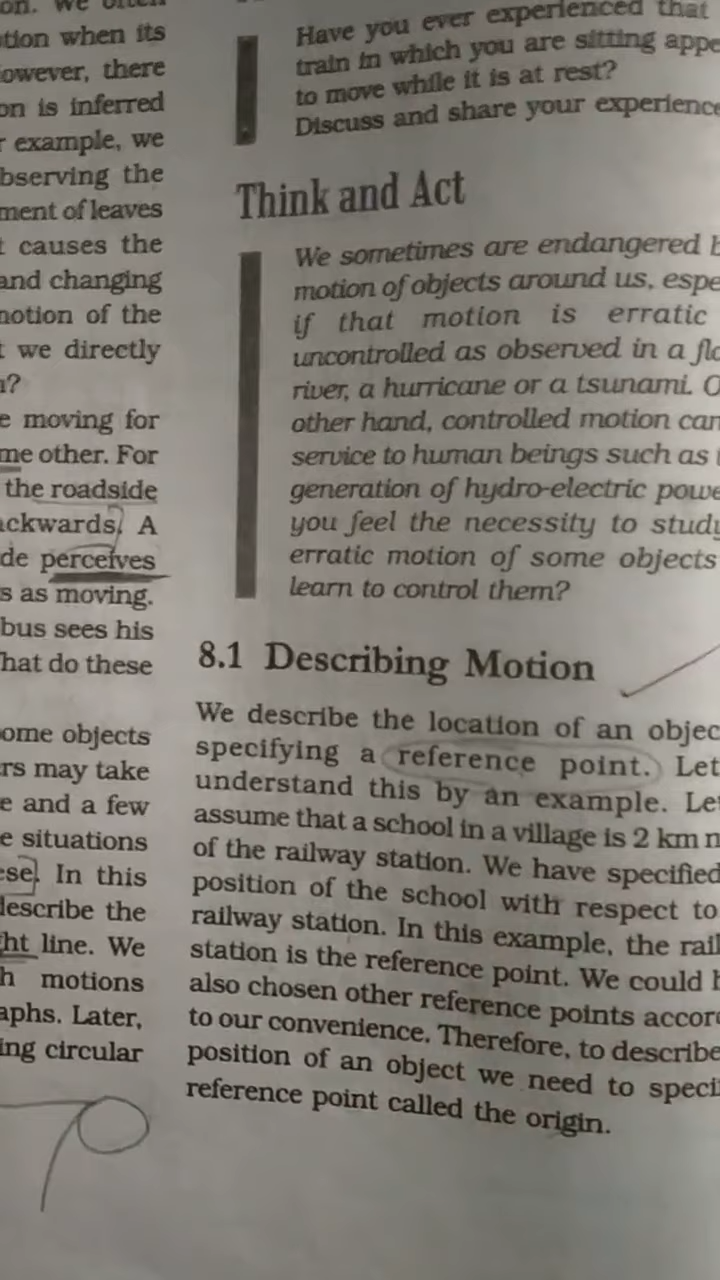 on. We often
otion when its
owever, there
on is inferred
r example, we
bserving the
ment of leaves
t causes the
and changing
notion of the
t we directly
n?
e moving for
me other. For
the roadside
ackwards. A
de perceives
s as moving.
bus sees his
hat do these
ome objects
rs may take
e and a few
e situations
ese. In this
describe the
ht line. We
h motions
aphs. Later,
ing circular
Have you ever experienced that
train in which you are sitting appe
to move while it is at rest?
Discuss and share your experience
Think and Act
We sometimes are endangered b
motion of objects around us, espe
if that motion is erratic
uncontrolled as observed in a flo
river, a hurricane or a tsunami. O
other hand, controlled motion can
service to human beings such as
generation of hydro-electric powe
you feel the necessity to study
erratic motion of some objects
learn to control them?
8.1 Describing Motion
We describe the location of an objec
specifying a reference point. Let
understand this by an example. Let
assume that a school in a village is 2 km n
of the railway station. We have specified
position of the school with respect to
railway station. In this example, the rail
station is the reference point. We could h
also chosen other reference points accord
to our convenience. Therefore, to describe
position of an object we need to speci
reference point called the origin.